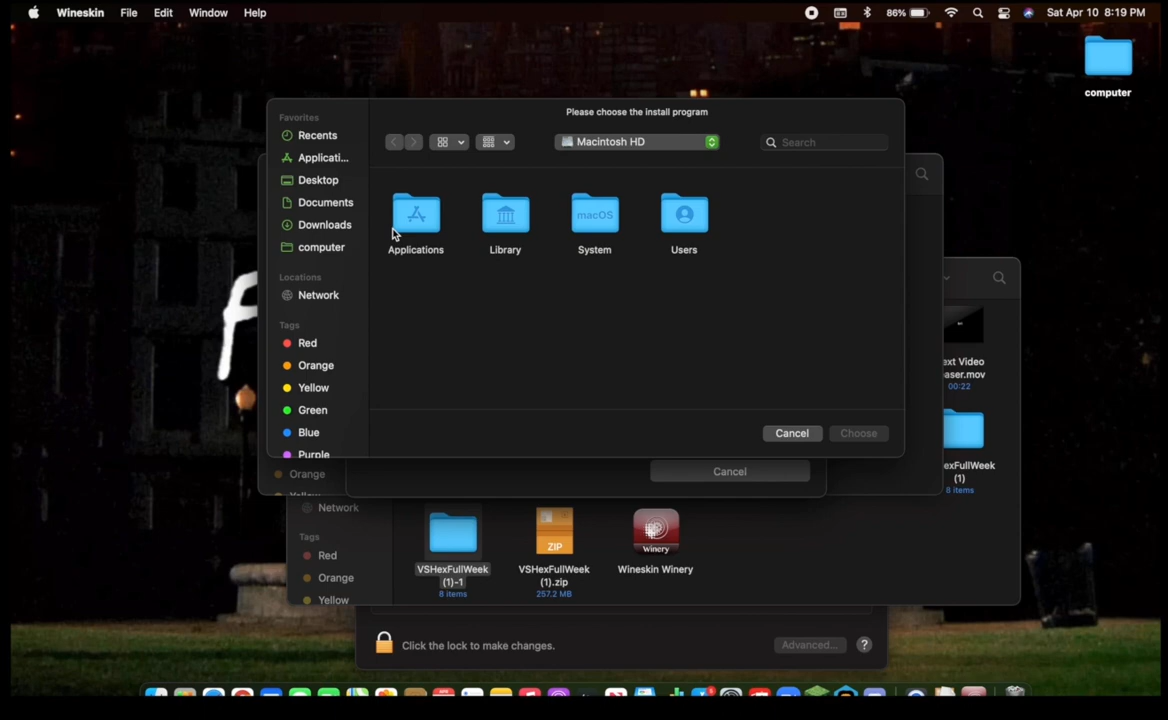 Wineskin File Edit Window Help
86% Sat Apr 10 8:19 PM
computer
Please choose the install program
Favorites
Recents
Applicati...
Desktop
Documents
Downloads
computer
Locations
Network
Tags
Red
Orange
Yellow
Green
Blue
Purple
Macintosh HD
Search
macOS
Applications Library System Users
Cancel Choose
Cancel
Orange
Network
Tags
Red
Orange
Yellow
ext Video
aser.mov
00:22
exFullWeek
(1)
8 items
ZIP
Winery
VSHexFullWeek
(1)-1
8 items
VSHexFullWeek
(1).zip
257.2 MB
Wineskin Winery
Click the lock to make changes.
Advanced... ?